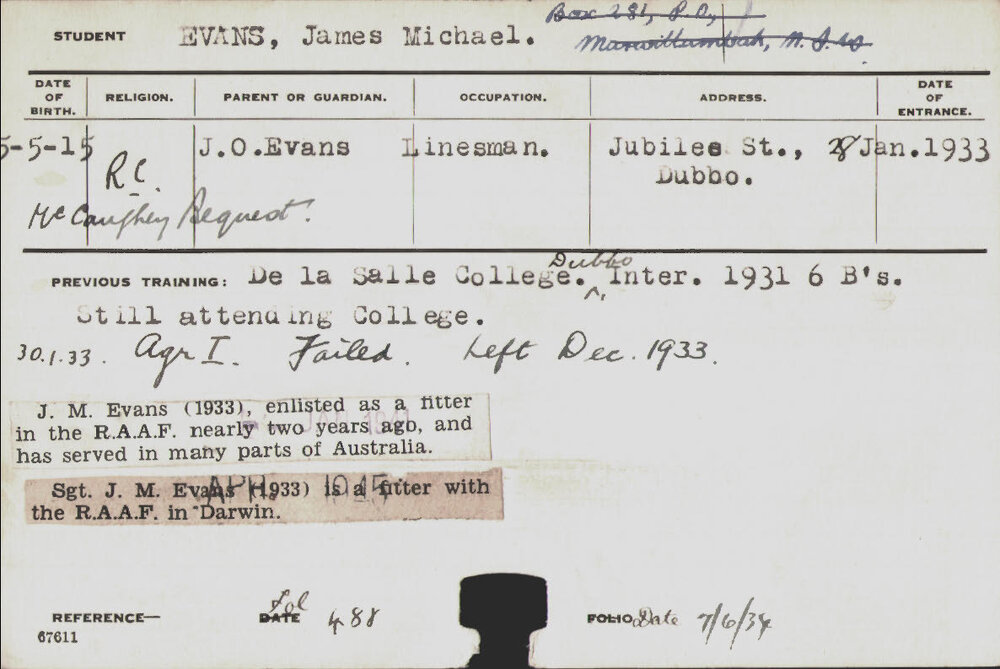 Box 281, P.O.,
STUDENT EVANS, James Michael.
Murwillumbah, N.S.W.
DATE OF BIRTH. RELIGION. PARENT OR GUARDIAN. OCCUPATION. ADDRESS. DATE OF ENTRANCE.
5-5-15 R.C. J.O.Evans Linesman. Jubilee St., 28 Jan.1933
Dubbo.
McCaughey Bequest.
Dubbo
PREVIOUS TRAINING: De la Salle College. ^ Inter. 1931 6 B's.
Still attending College.
30.1.33. Agr I. Failed. Left Dec. 1933.
J. M. Evans (1933), enlisted as a fitter
in the R.A.A.F. nearly two years ago, and
has served in many parts of Australia.
Sgt. J. M. Evans (1933) is a fitter with
APR. 1945
the R.A.A.F. in Darwin.
REFERENCE— Fol DATE 488 FOLIO Date 7/6/34
67611